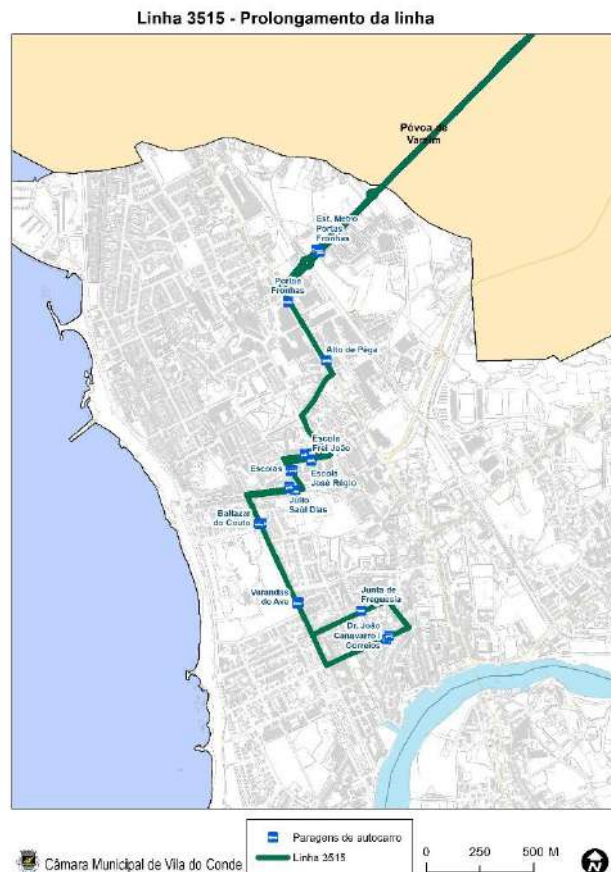 Linha 3515 - Prolongamento da linha
Póvoa de
Varzim
Est. Metro
Portas
Fronhas
Portas
Fronhas
Alto de Pêga
Escola
Frei João
Escolas
Escola
José Régio
Júlio
Saúl Dias
Baltazar
do Couto
Varandas
do Ave
Junta de
Freguesia
Dr. João
Canavarro |
Correios
Paragens de autocarro
Linha 3515
0 250 500 M
Câmara Municipal de Vila do Conde
N